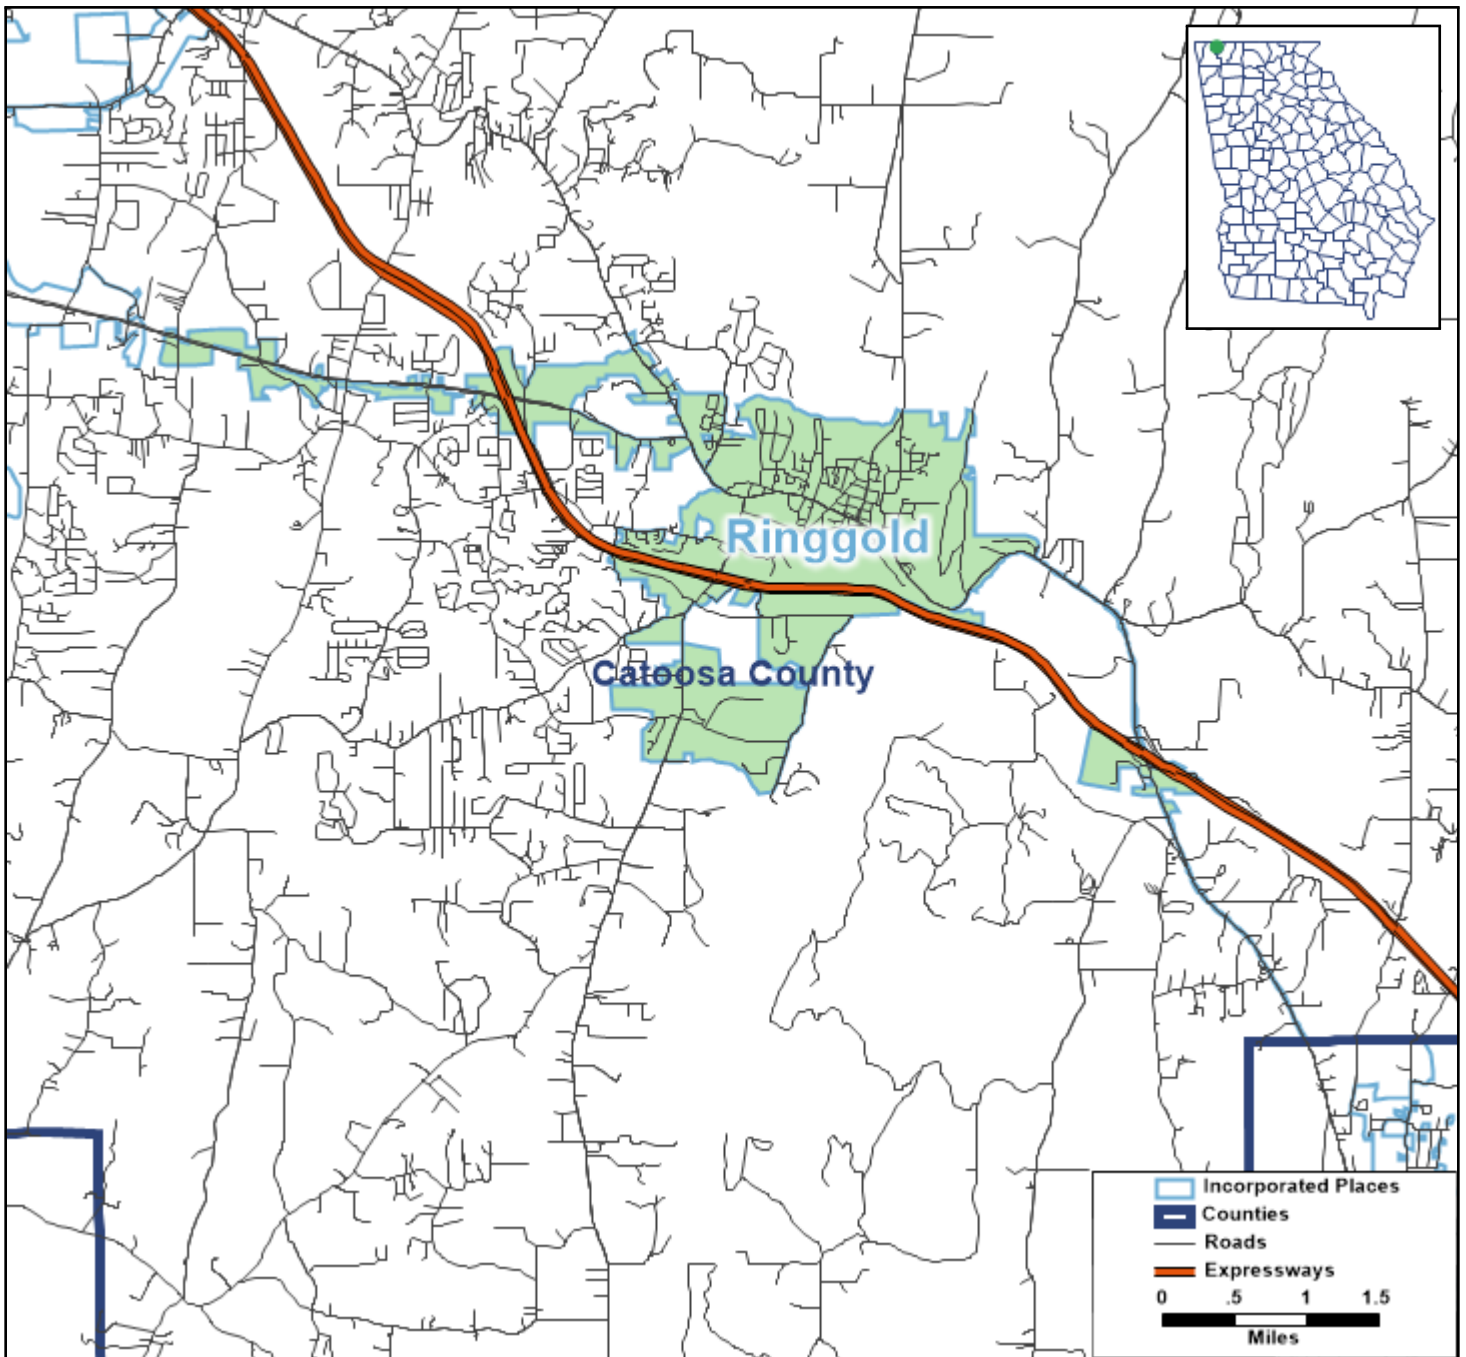 Ringgold
Catoosa County
Incorporated Places
Counties
Roads
Expressways
0 .5 1 1.5
Miles